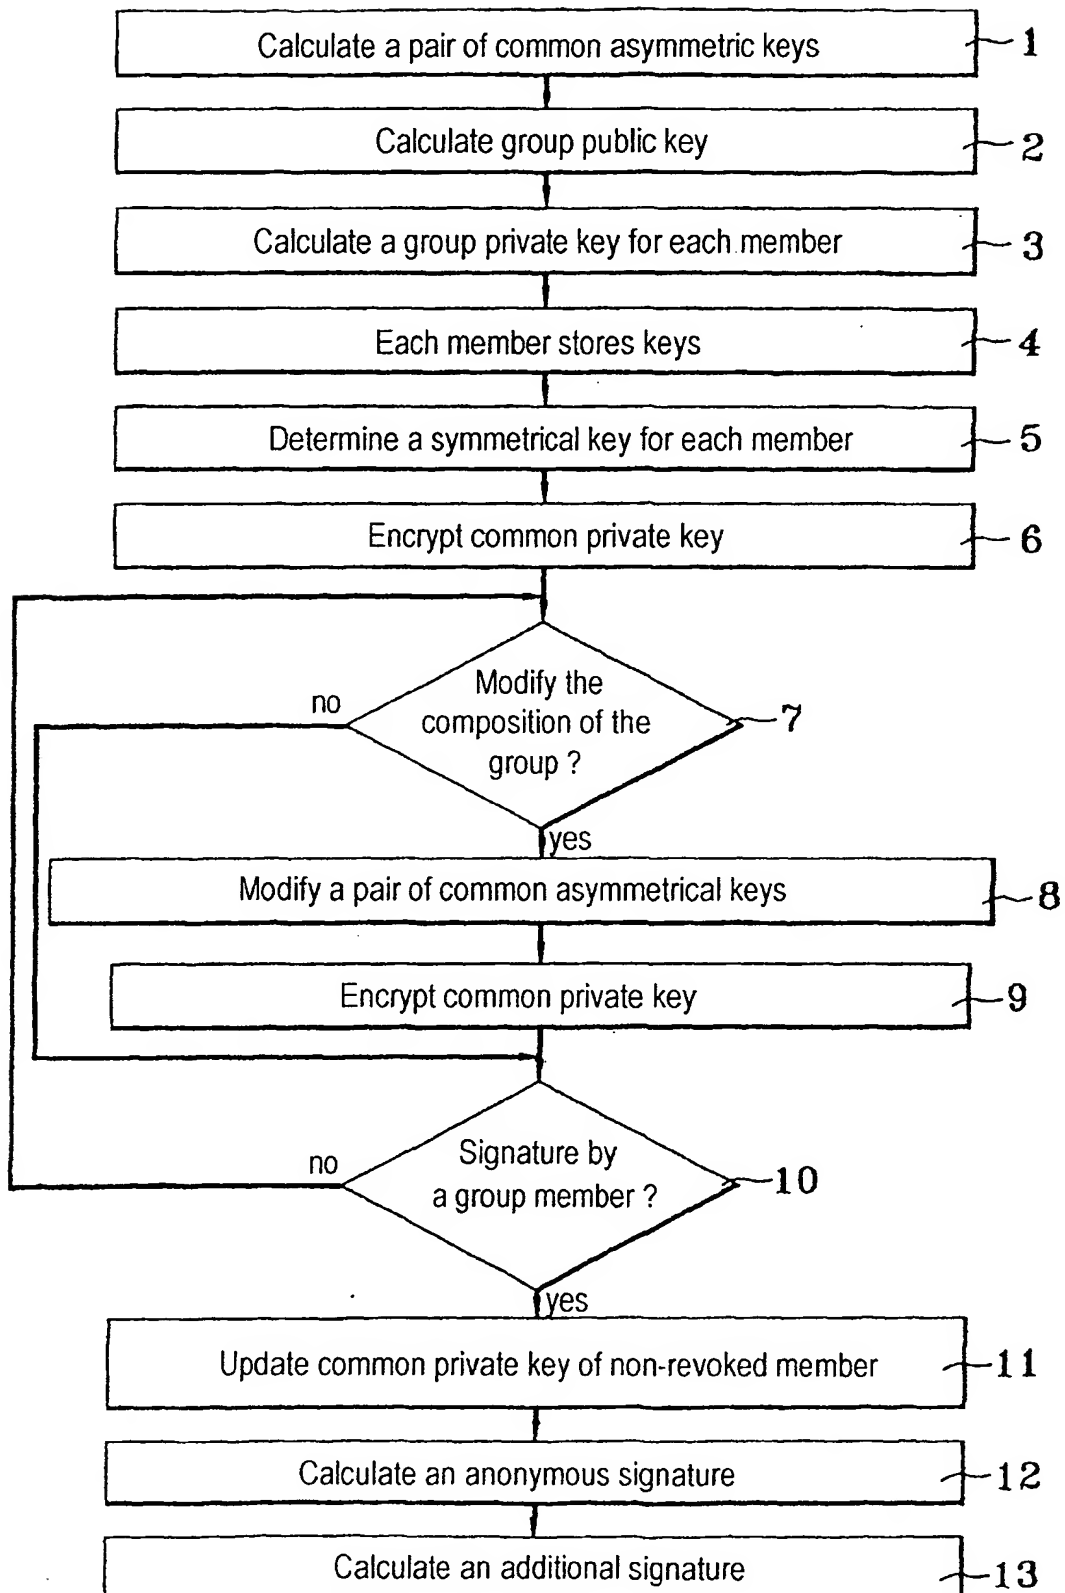 Calculate a pair of common asymmetric keys 1
Calculate group public key 2
Calculate a group private key for each member 3
Each member stores keys 4
Determine a symmetrical key for each member 5
Encrypt common private key 6
no
Modify the
composition of the
group ?
7
yes
Modify a pair of common asymmetrical keys 8
Encrypt common private key 9
no
Signature by
a group member ?
10
yes
Update common private key of non-revoked member 11
Calculate an anonymous signature 12
Calculate an additional signature 13